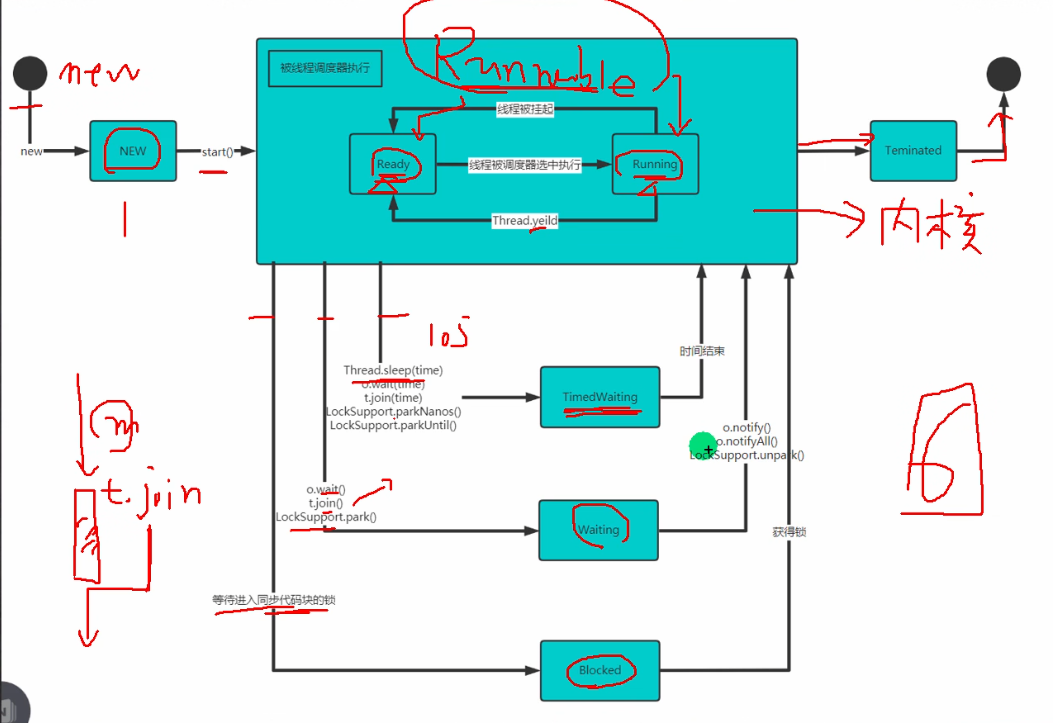 被线程调度器执行
Runnable
new
线程被挂起
new
NEW
start()
Ready
线程被调度器选中执行
Running
Teminated
1
Thread.yeild
内核
10s
时间结束
Thread.sleep(time)
o.wait(time)
t.join(time)
LockSupport.parkNanos()
LockSupport.parkUntil()
TimedWaiting
m
o.notify()
o.notifyAll()
LockSupport.unpark()
6
t.join
o.wait()
t.join()
LockSupport.park()
Waiting
获得锁
等待进入同步代码块的锁
Blocked